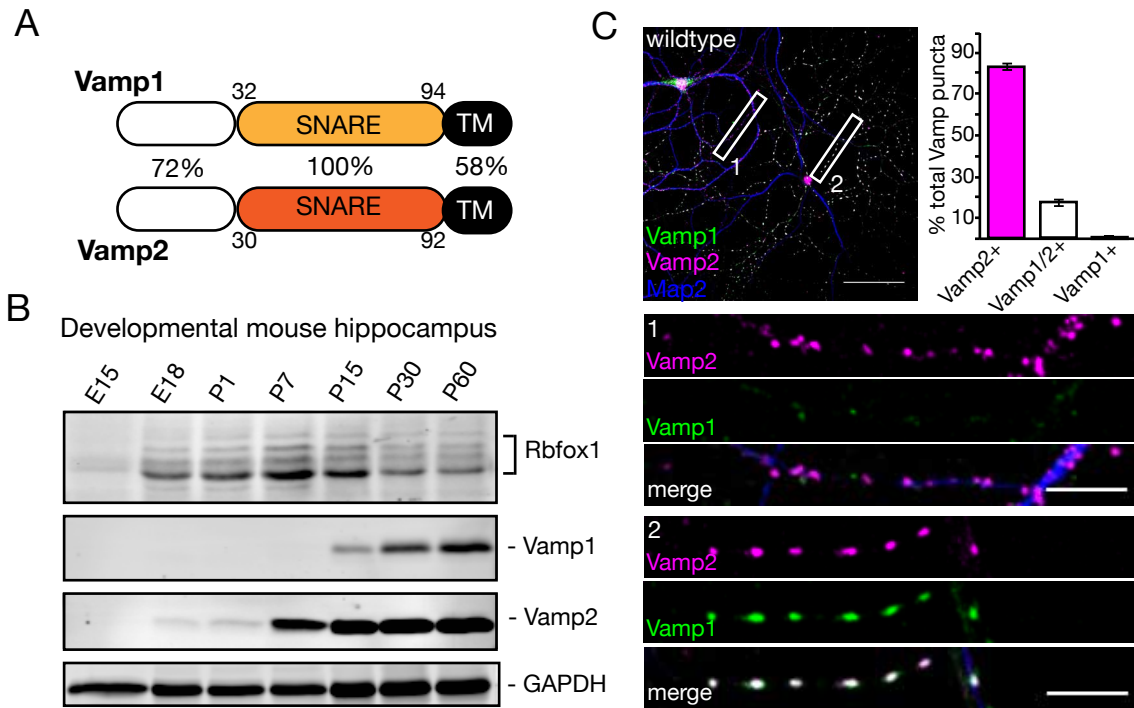 A
Vamp1
32
94
SNARE
TM
72%
100%
58%
SNARE
TM
Vamp2
30
92
B
Developmental mouse hippocampus
E15
E18
P1
P7
P15
P30
P60
Rbfox1
- Vamp1
- Vamp2
- GAPDH
C
wildtype
1
2
Vamp1
Vamp2
Map2
% total Vamp puncta
90
70
50
30
10
Vamp2+
Vamp1/2+
Vamp1+
1
Vamp2
Vamp1
merge
2
Vamp2
Vamp1
merge